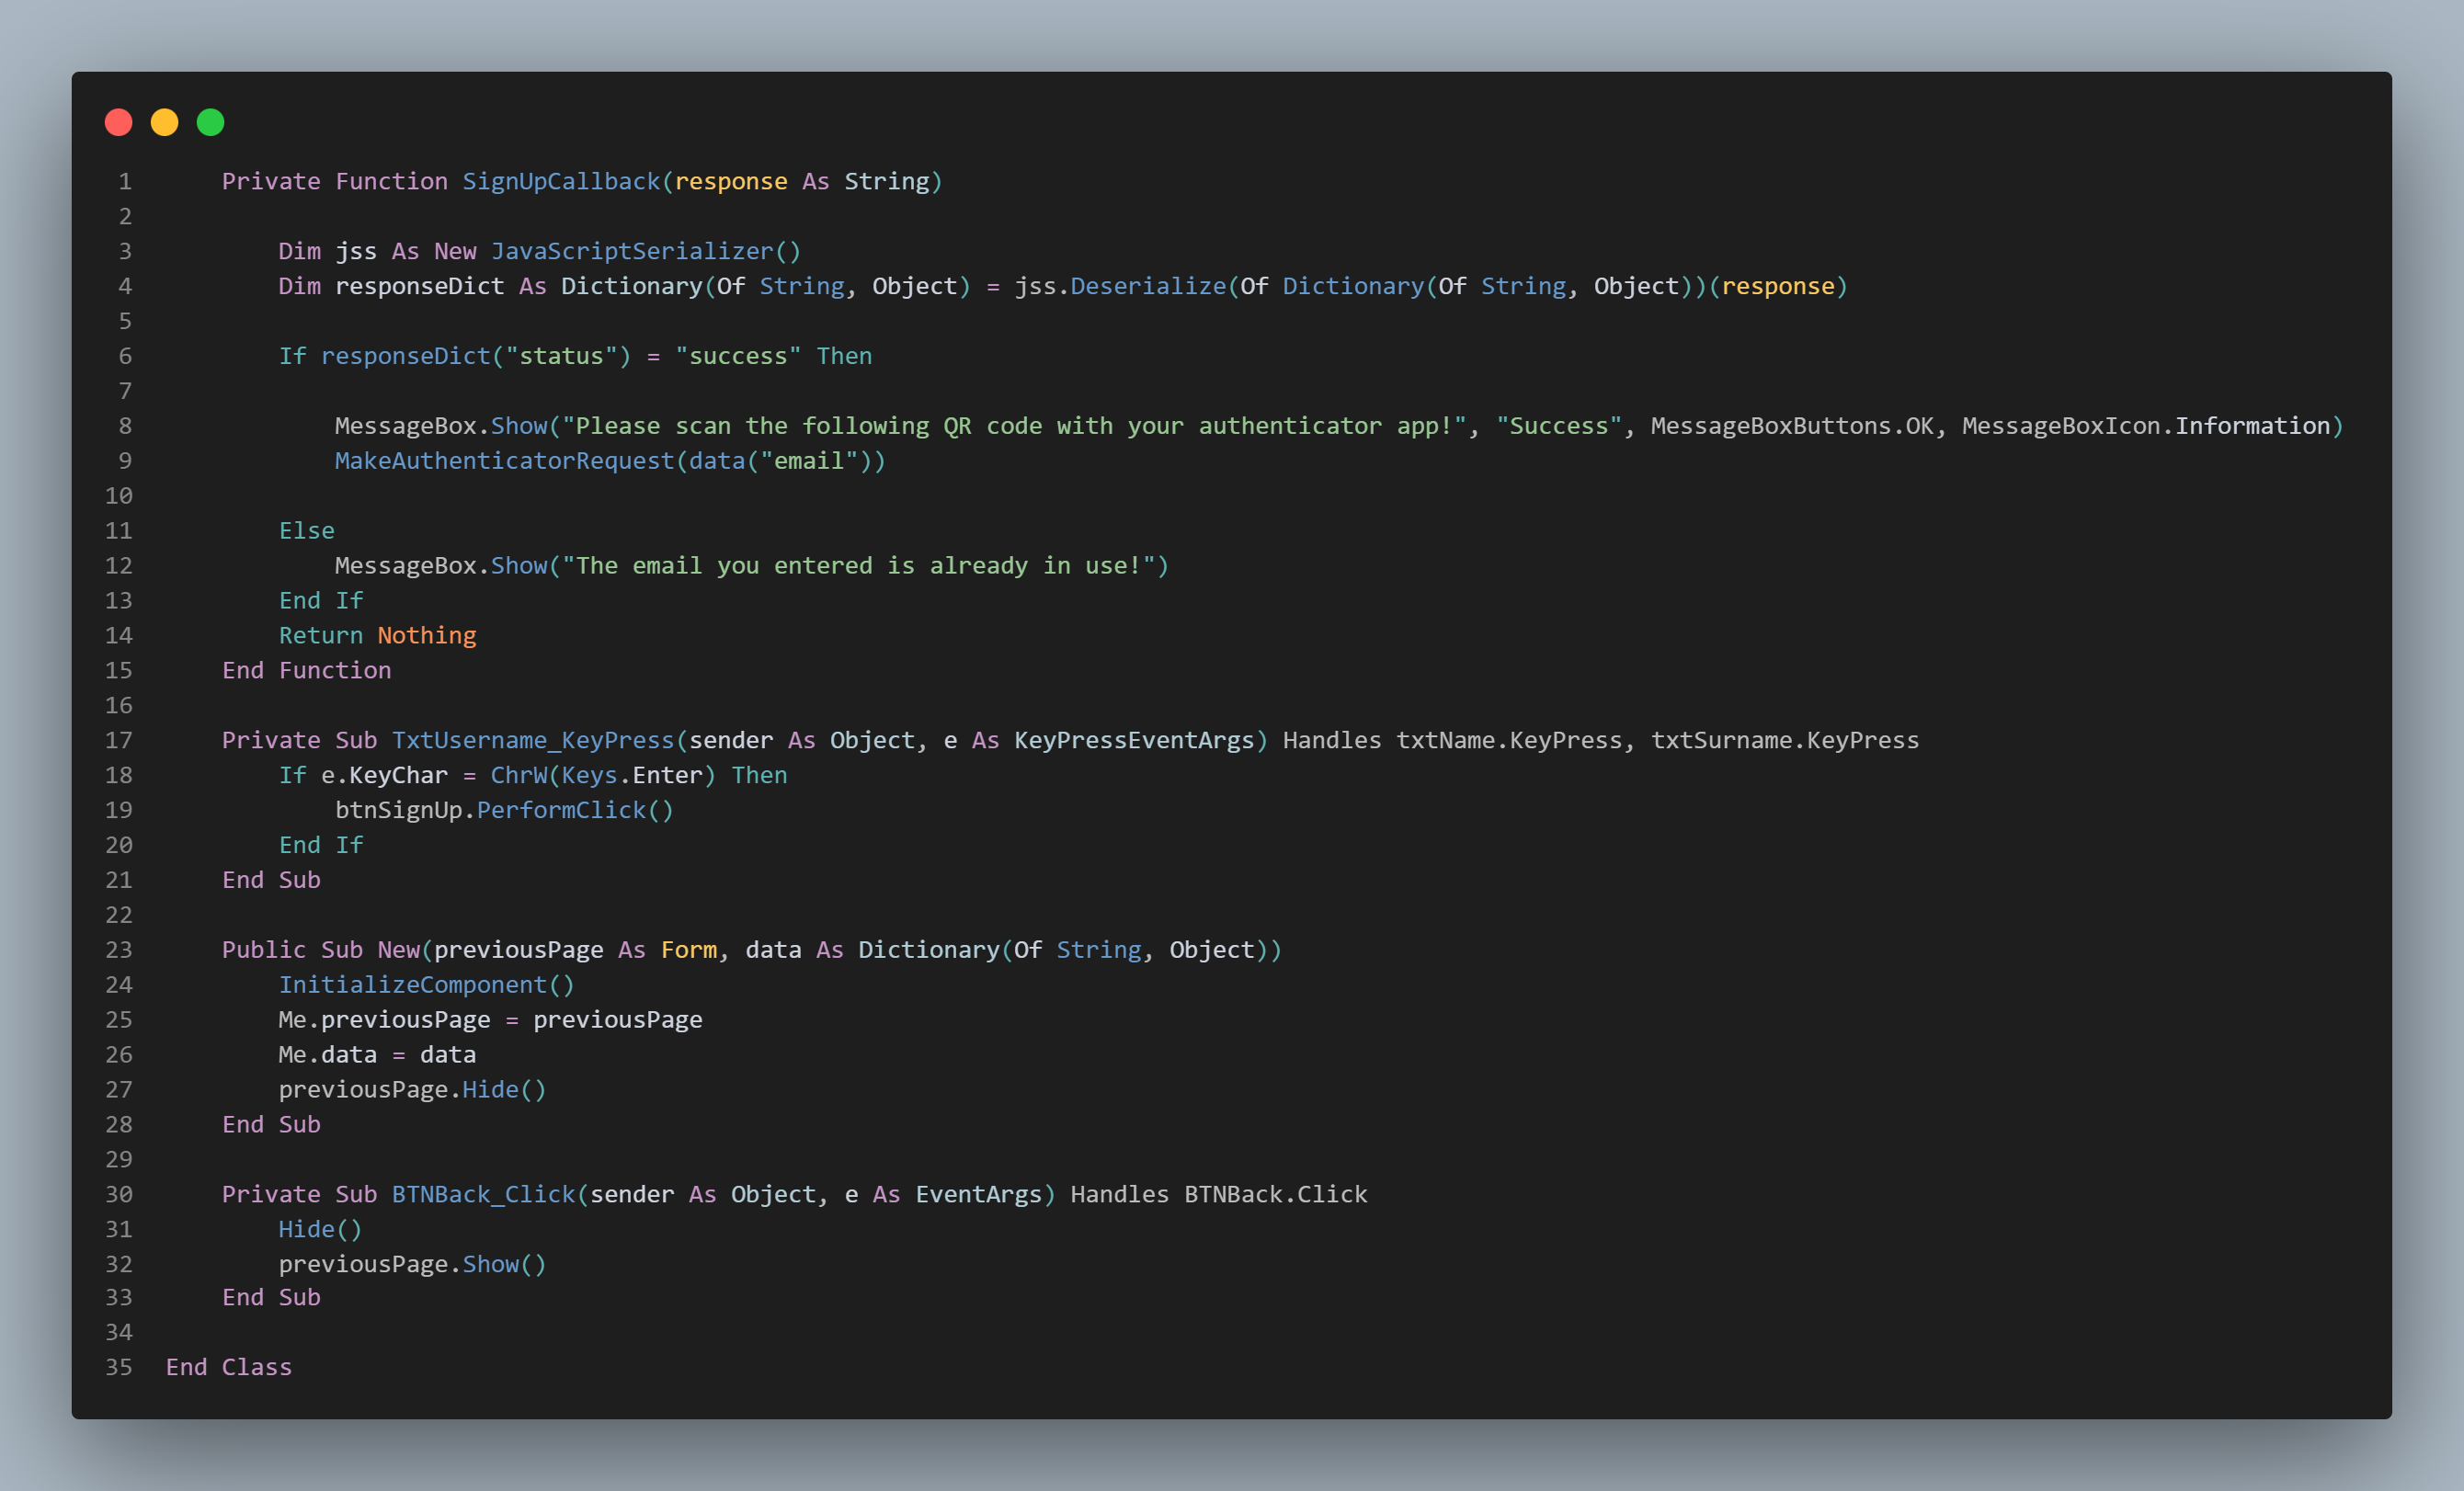 1 Private Function SignUpCallback(response As String)
2
3 Dim jss As New JavaScriptSerializer()
4 Dim responseDict As Dictionary(Of String, Object) = jss.Deserialize(Of Dictionary(Of String, Object))(response)
5
6 If responseDict("status") = "success" Then
7
8 MessageBox.Show("Please scan the following QR code with your authenticator app!", "Success", MessageBoxButtons.OK, MessageBoxIcon.Information)
9 MakeAuthenticatorRequest(data("email"))
10
11 Else
12 MessageBox.Show("The email you entered is already in use!")
13 End If
14 Return Nothing
15 End Function
16
17 Private Sub TxtUsername_KeyPress(sender As Object, e As KeyPressEventArgs) Handles txtName.KeyPress, txtSurname.KeyPress
18 If e.KeyChar = ChrW(Keys.Enter) Then
19 btnSignUp.PerformClick()
20 End If
21 End Sub
22
23 Public Sub New(previousPage As Form, data As Dictionary(Of String, Object))
24 InitializeComponent()
25 Me.previousPage = previousPage
26 Me.data = data
27 previousPage.Hide()
28 End Sub
29
30 Private Sub BTNBack_Click(sender As Object, e As EventArgs) Handles BTNBack.Click
31 Hide()
32 previousPage.Show()
33 End Sub
34
35 End Class